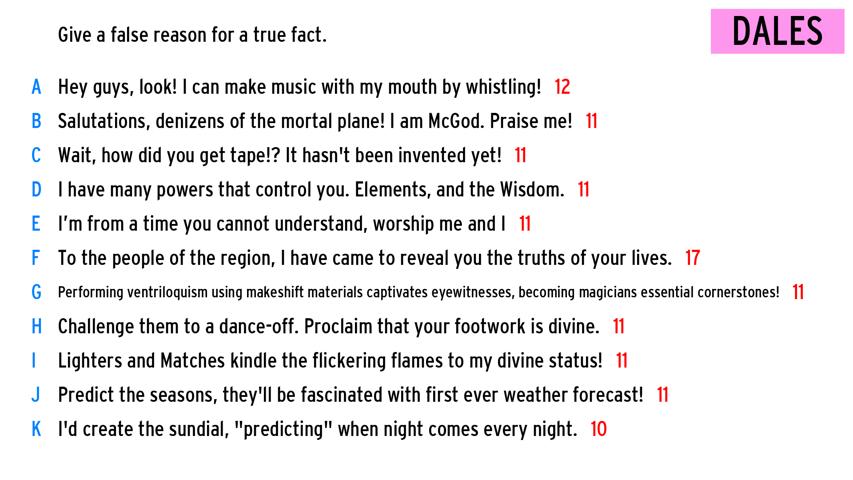 Give a false reason for a true fact.
DALES
A Hey guys, look! I can make music with my mouth by whistling! 12
B Salutations, denizens of the mortal plane! I am McGod. Praise me! 11
C Wait, how did you get tape!? It hasn't been invented yet! 11
D I have many powers that control you. Elements, and the Wisdom. 11
E I’m from a time you cannot understand, worship me and I 11
F To the people of the region, I have came to reveal you the truths of your lives. 17
G Performing ventriloquism using makeshift materials captivates eyewitnesses, becoming magicians essential cornerstones! 11
H Challenge them to a dance-off. Proclaim that your footwork is divine. 11
I Lighters and Matches kindle the flickering flames to my divine status! 11
J Predict the seasons, they'll be fascinated with first ever weather forecast! 11
K I'd create the sundial, "predicting" when night comes every night. 10